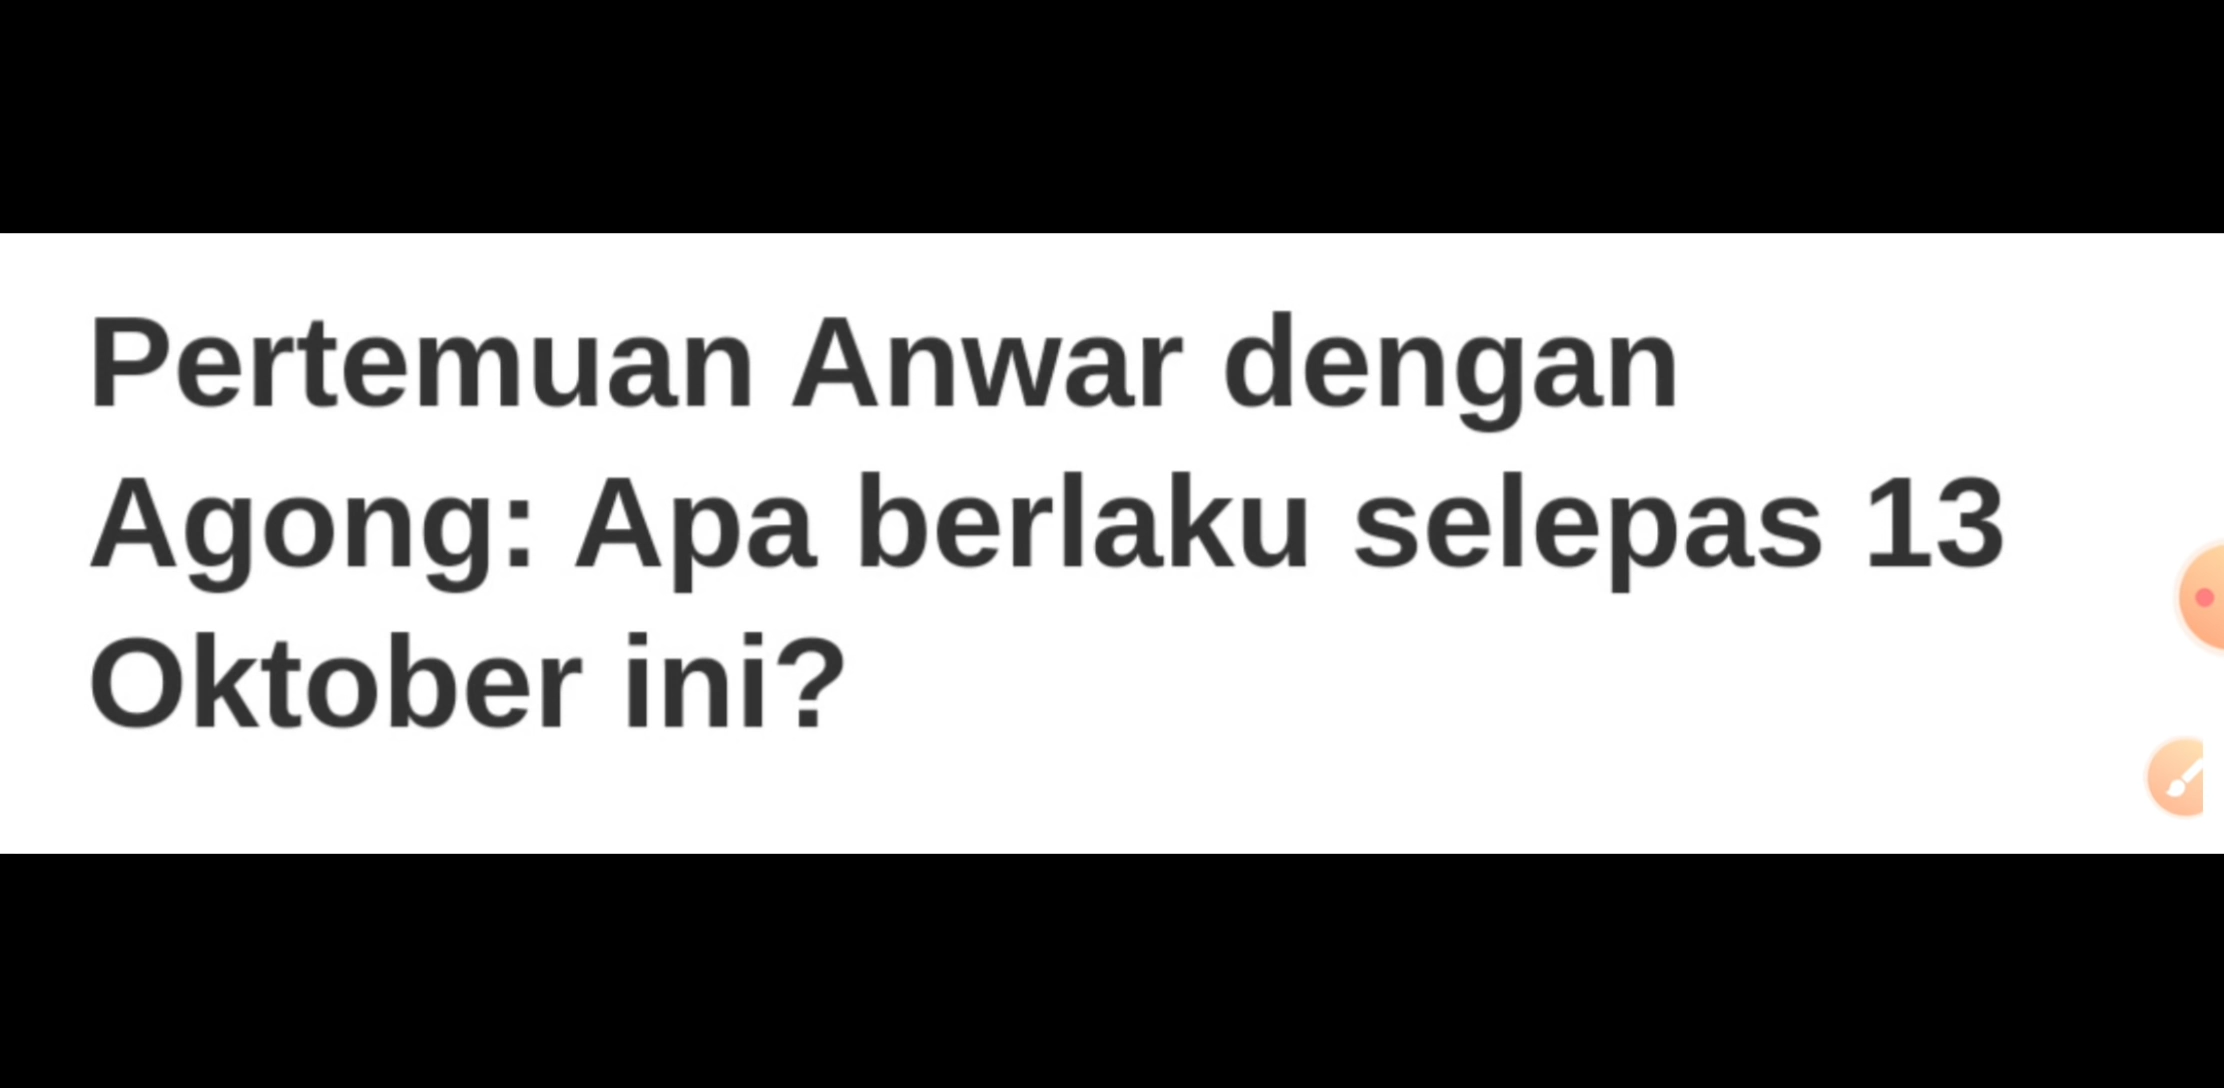 Pertemuan Anwar dengan
Agong: Apa berlaku selepas 13
Oktober ini?